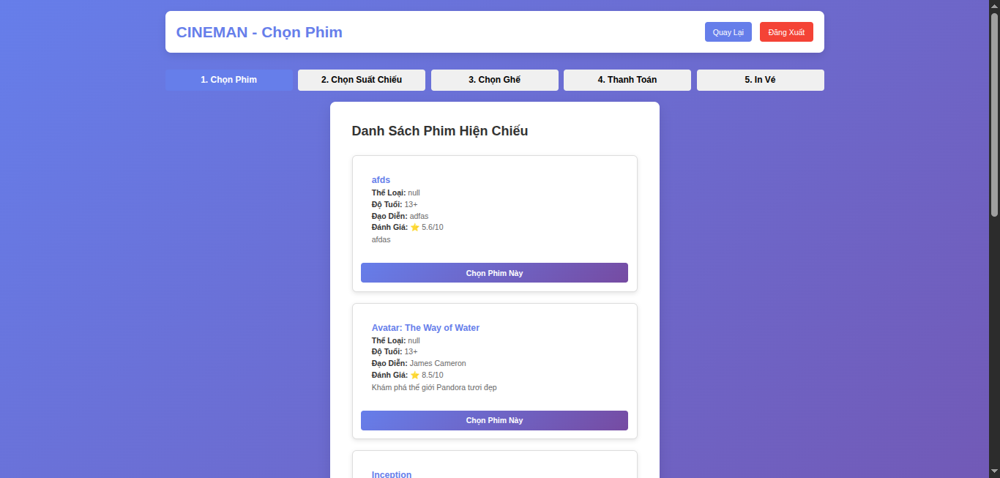 CINEMAN - Chọn Phim
Quay Lại
Đăng Xuất
1. Chọn Phim
2. Chọn Suất Chiếu
3. Chọn Ghế
4. Thanh Toán
5. In Vé
Danh Sách Phim Hiện Chiếu
afds
Thể Loại: null
Độ Tuổi: 13+
Đạo Diễn: adfas
Đánh Giá: ⭐ 5.6/10
afdas
Chọn Phim Này
Avatar: The Way of Water
Thể Loại: null
Độ Tuổi: 13+
Đạo Diễn: James Cameron
Đánh Giá: ⭐ 8.5/10
Khám phá thế giới Pandora tươi đẹp
Chọn Phim Này
Inception